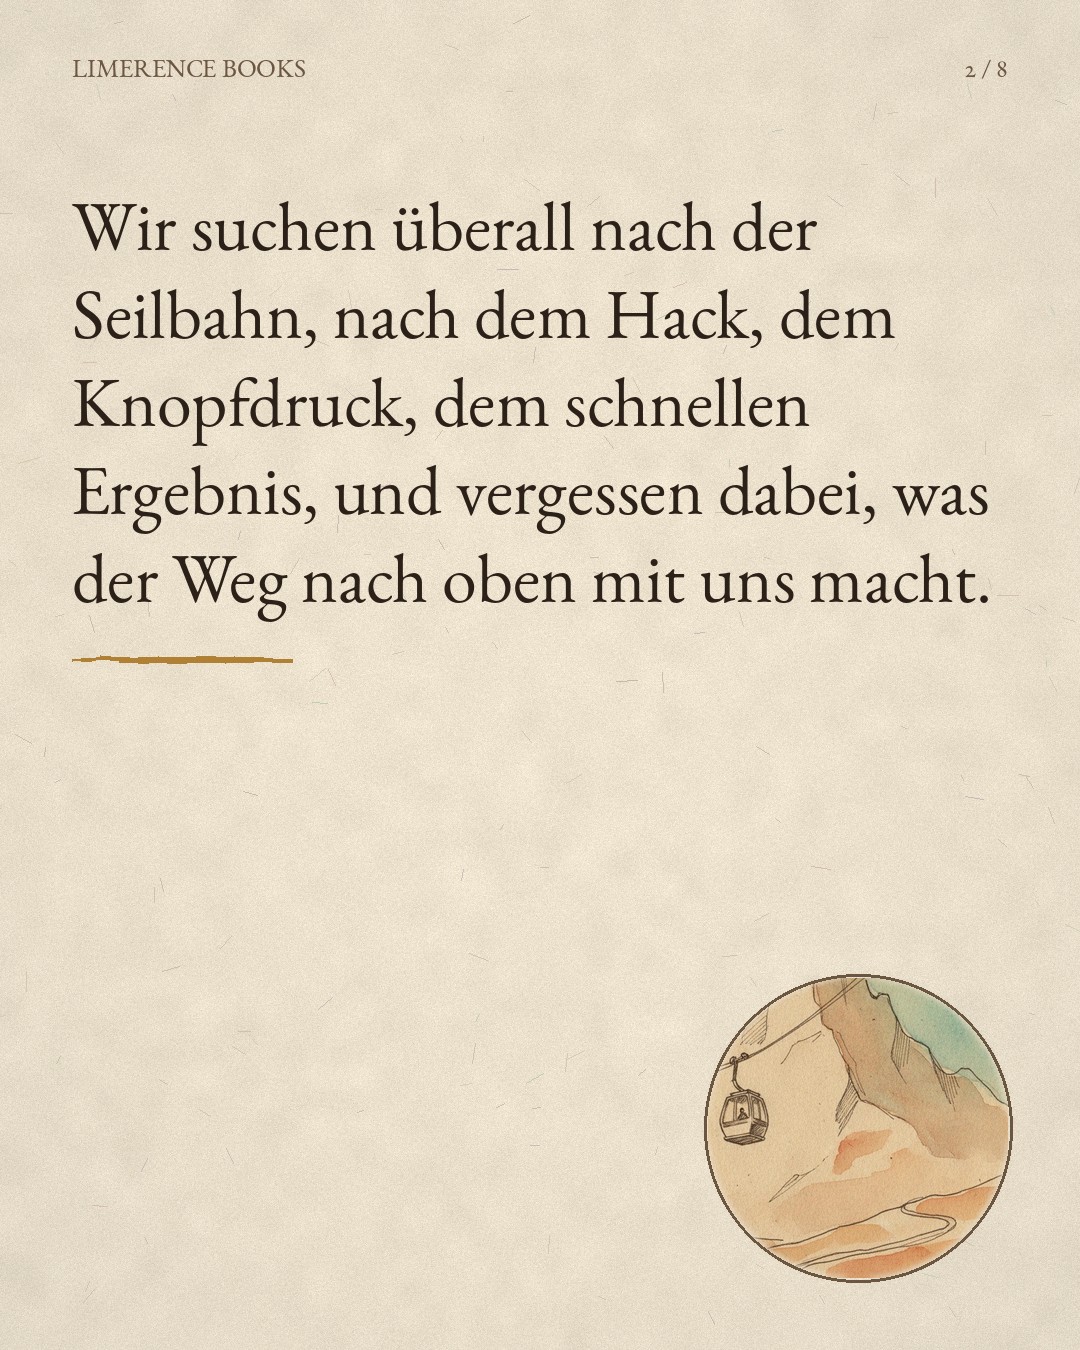 LIMERENCE BOOKS
2 / 8
Wir suchen überall nach der
Seilbahn, nach dem Hack, dem
Knopfdruck, dem schnellen
Ergebnis, und vergessen dabei, was
der Weg nach oben mit uns macht.